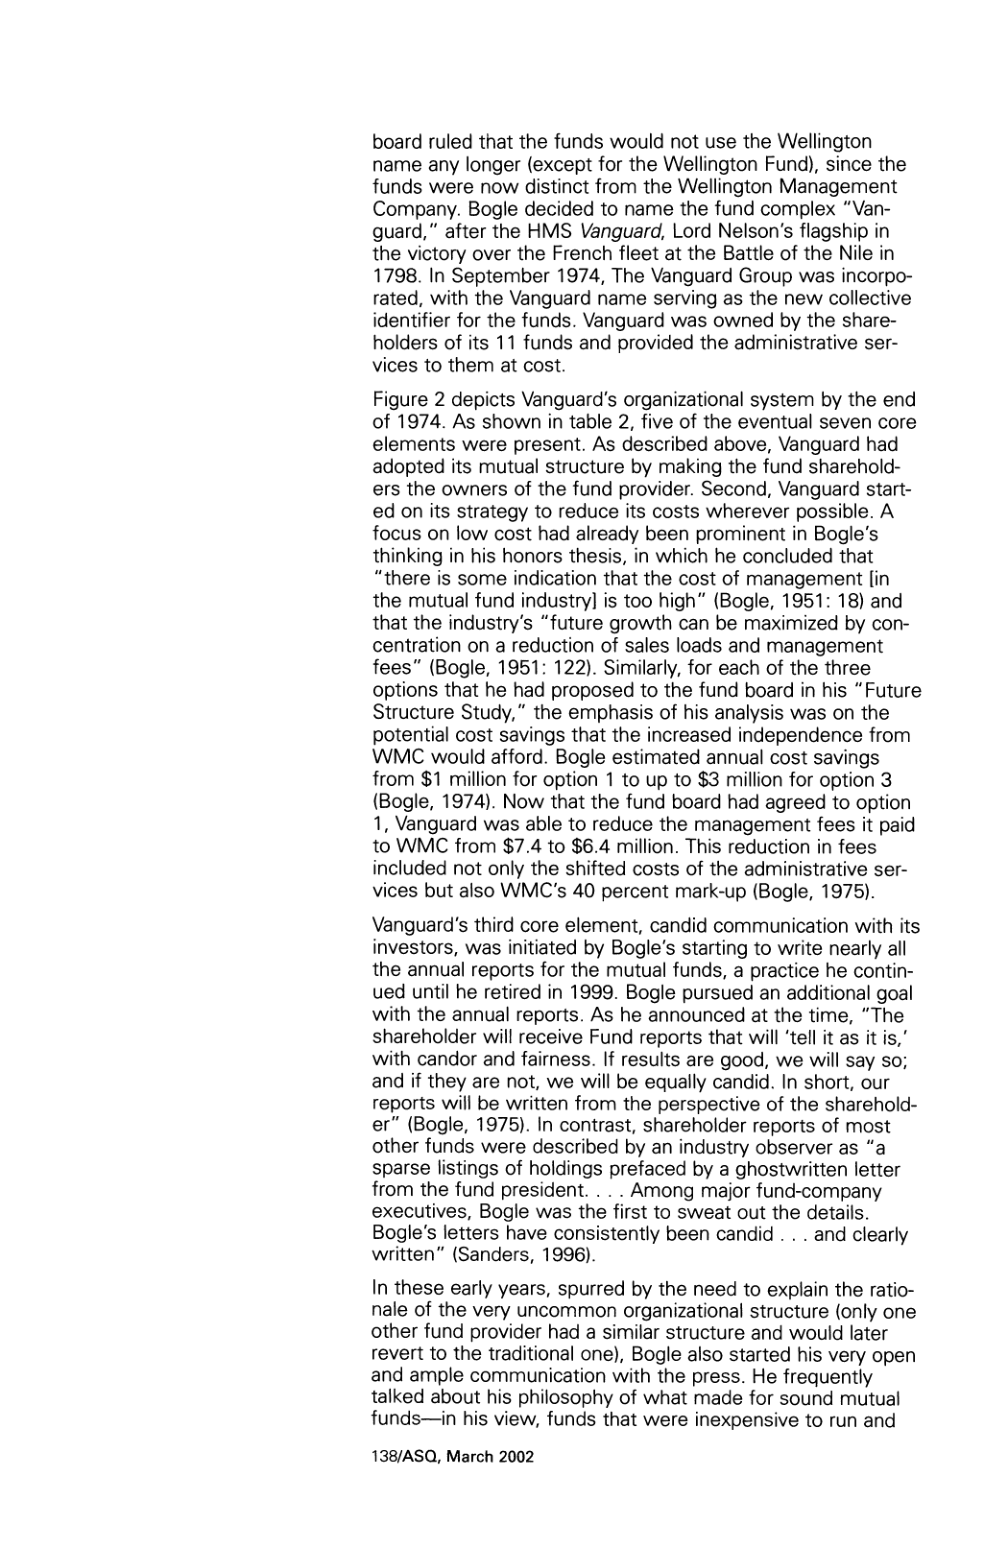 board ruled that the funds would not use the Wellington
name any longer (except for the Wellington Fund), since the
funds were now distinct from the Wellington Management
Company. Bogle decided to name the fund complex "Van-
guard," after the HMS Vanguard, Lord Nelson's flagship in
the victory over the French fleet at the Battle of the Nile in
1798. In September 1974, The Vanguard Group was incorpo-
rated, with the Vanguard name serving as the new collective
identifier for the funds. Vanguard was owned by the share-
holders of its 11 funds and provided the administrative ser-
vices to them at cost.
Figure 2 depicts Vanguard's organizational system by the end
of 1974. As shown in table 2, five of the eventual seven core
elements were present. As described above, Vanguard had
adopted its mutual structure by making the fund sharehold-
ers the owners of the fund provider. Second, Vanguard start-
ed on its strategy to reduce its costs wherever possible. A
focus on low cost had already been prominent in Bogle's
thinking in his honors thesis, in which he concluded that
"there is some indication that the cost of management [in
the mutual fund industry] is too high" (Bogle, 1951: 18) and
that the industry's "future growth can be maximized by con-
centration on a reduction of sales loads and management
fees" (Bogle, 1951: 122). Similarly, for each of the three
options that he had proposed to the fund board in his "Future
Structure Study," the emphasis of his analysis was on the
potential cost savings that the increased independence from
WMC would afford. Bogle estimated annual cost savings
from $1 million for option 1 to up to $3 million for option 3
(Bogle, 1974). Now that the fund board had agreed to option
1, Vanguard was able to reduce the management fees it paid
to WMC from $7.4 to $6.4 million. This reduction in fees
included not only the shifted costs of the administrative ser-
vices but also WMC's 40 percent mark-up (Bogle, 1975).
Vanguard's third core element, candid communication with its
investors, was initiated by Bogle's starting to write nearly all
the annual reports for the mutual funds, a practice he contin-
ued until he retired in 1999. Bogle pursued an additional goal
with the annual reports. As he announced at the time, "The
shareholder will receive Fund reports that will 'tell it as it is,'
with candor and fairness. If results are good, we will say so;
and if they are not, we will be equally candid. In short, our
reports will be written from the perspective of the sharehold-
er" (Bogle, 1975). In contrast, shareholder reports of most
other funds were described by an industry observer as "a
sparse listings of holdings prefaced by a ghostwritten letter
from the fund president. . . . Among major fund-company
executives, Bogle was the first to sweat out the details.
Bogle's letters have consistently been candid . . . and clearly
written" (Sanders, 1996).
In these early years, spurred by the need to explain the ratio-
nale of the very uncommon organizational structure (only one
other fund provider had a similar structure and would later
revert to the traditional one), Bogle also started his very open
and ample communication with the press. He frequently
talked about his philosophy of what made for sound mutual
funds—in his view, funds that were inexpensive to run and
138/ASQ, March 2002